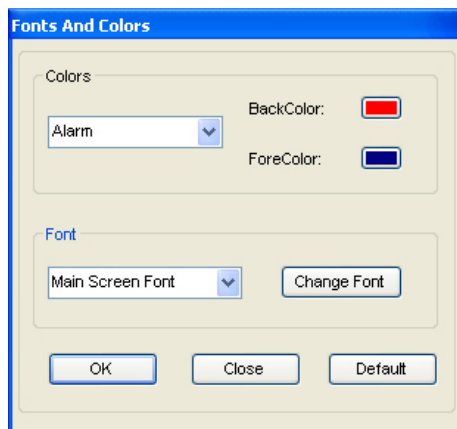 Fonts And Colors
Colors
Alarm
BackColor:
ForeColor:
Font
Main Screen Font
Change Font
OK
Close
Default